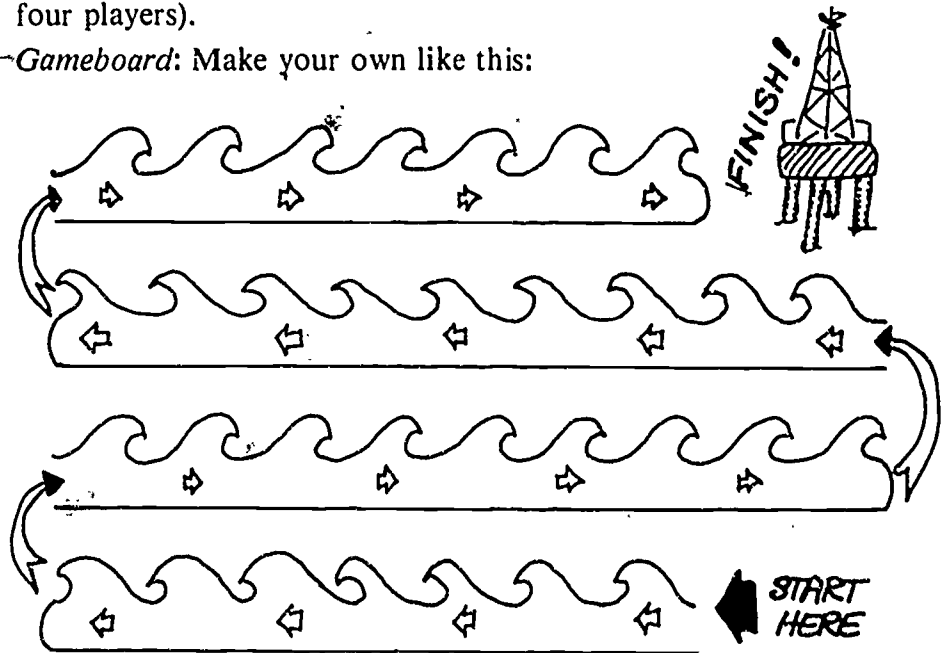 four players).
Gameboard: Make your own like this:
FINISH!
START
HERE